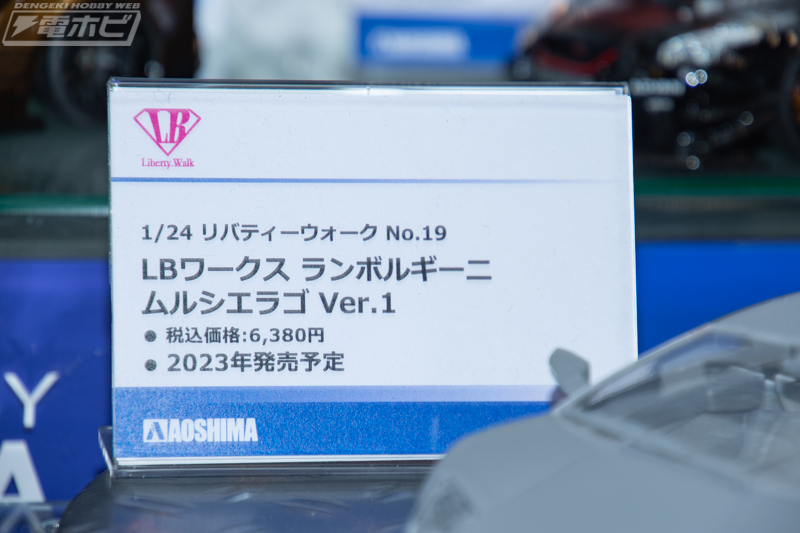 DENGEKI HOBBY WEB
電ホビ
AOSHIMA
LB
Liberty Walk
1/24 リバティーウォーク No.19
LBワークス ランボルギーニ
ムルシエラゴ Ver.1
● 税込価格:6,380円
● 2023年発売予定
AOSHIMA
Y
A